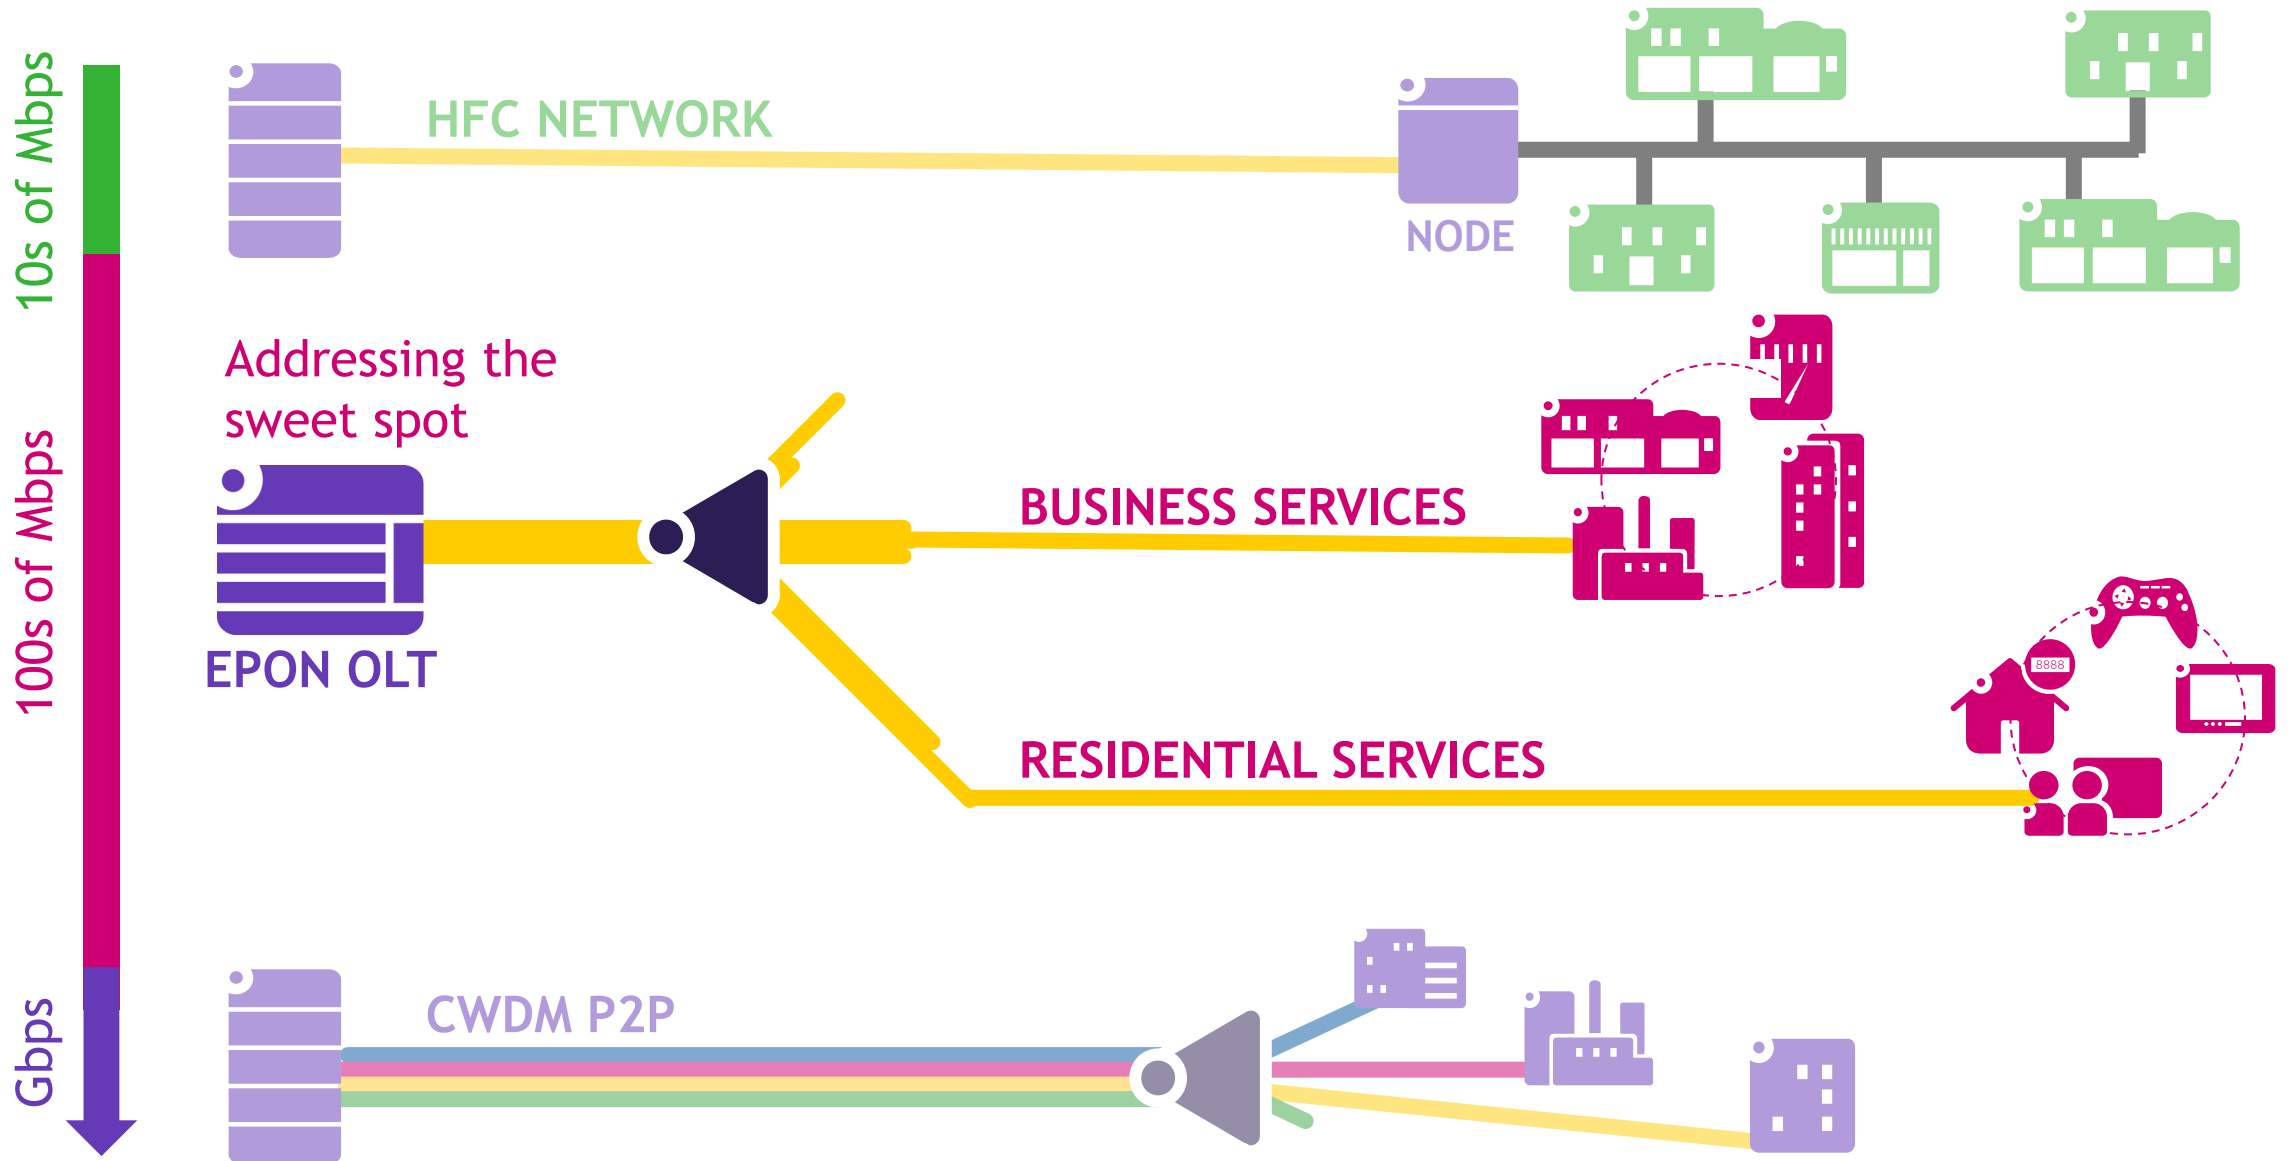 10s of Mbps
HFC NETWORK
NODE
Addressing the
sweet spot
100s of Mbps
BUSINESS SERVICES
EPON OLT
8888
RESIDENTIAL SERVICES
Gbps
CWDM P2P